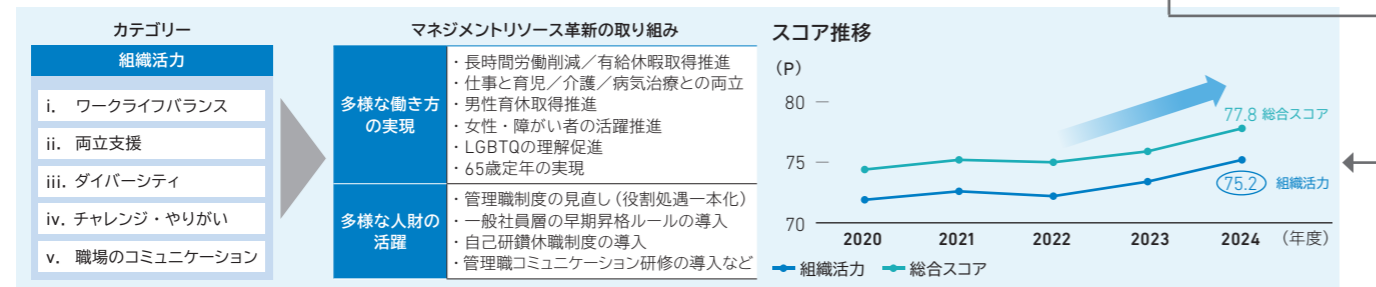 カテゴリー
組織活力
i. ワークライフバランス
ii. 両立支援
iii. ダイバーシティ
iv. チャレンジ・やりがい
v. 職場のコミュニケーション
マネジメントリソース革新の取り組み
多様な働き方
の実現
・長時間労働削減／有給休暇取得推進
・仕事と育児／介護／病気治療との両立
・男性育休取得推進
・女性・障がい者の活躍推進
・LGBTQの理解促進
・65歳定年の実現
多様な人財の
活躍
・管理職制度の見直し（役割処遇一本化）
・一般社員層の早期昇格ルールの導入
・自己研鑽休職制度の導入
・管理職コミュニケーション研修の導入など
スコア推移
（P）
80
75
70
77.8 総合スコア
75.2 組織活力
2020 2021 2022 2023 2024 （年度）
組織活力 総合スコア